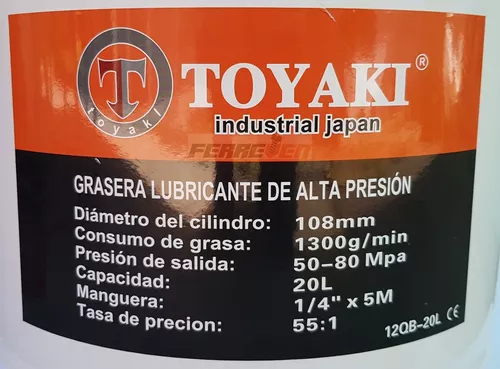 T
toyaki
TOYAKI®
industrial japan
FERRESEN
GRASERA LUBRICANTE DE ALTA PRESIÓN
Diámetro del cilindro: 108mm
Consumo de grasa: 1300g/min
Presión de salida: 50-80 Mpa
Capacidad: 20L
Manguera: 1/4" x 5M
Tasa de precion: 55:1
12QB-20L CE